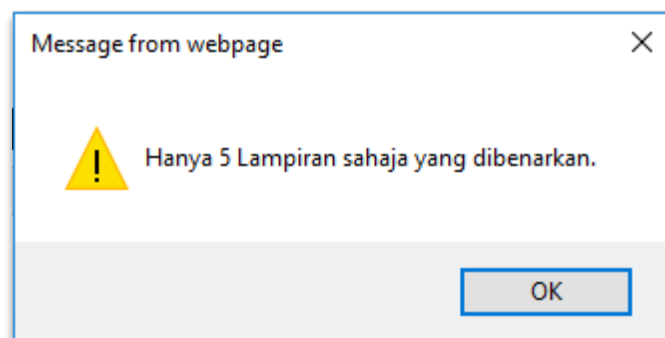 Message from webpage
Hanya 5 Lampiran sahaja yang dibenarkan.
OK